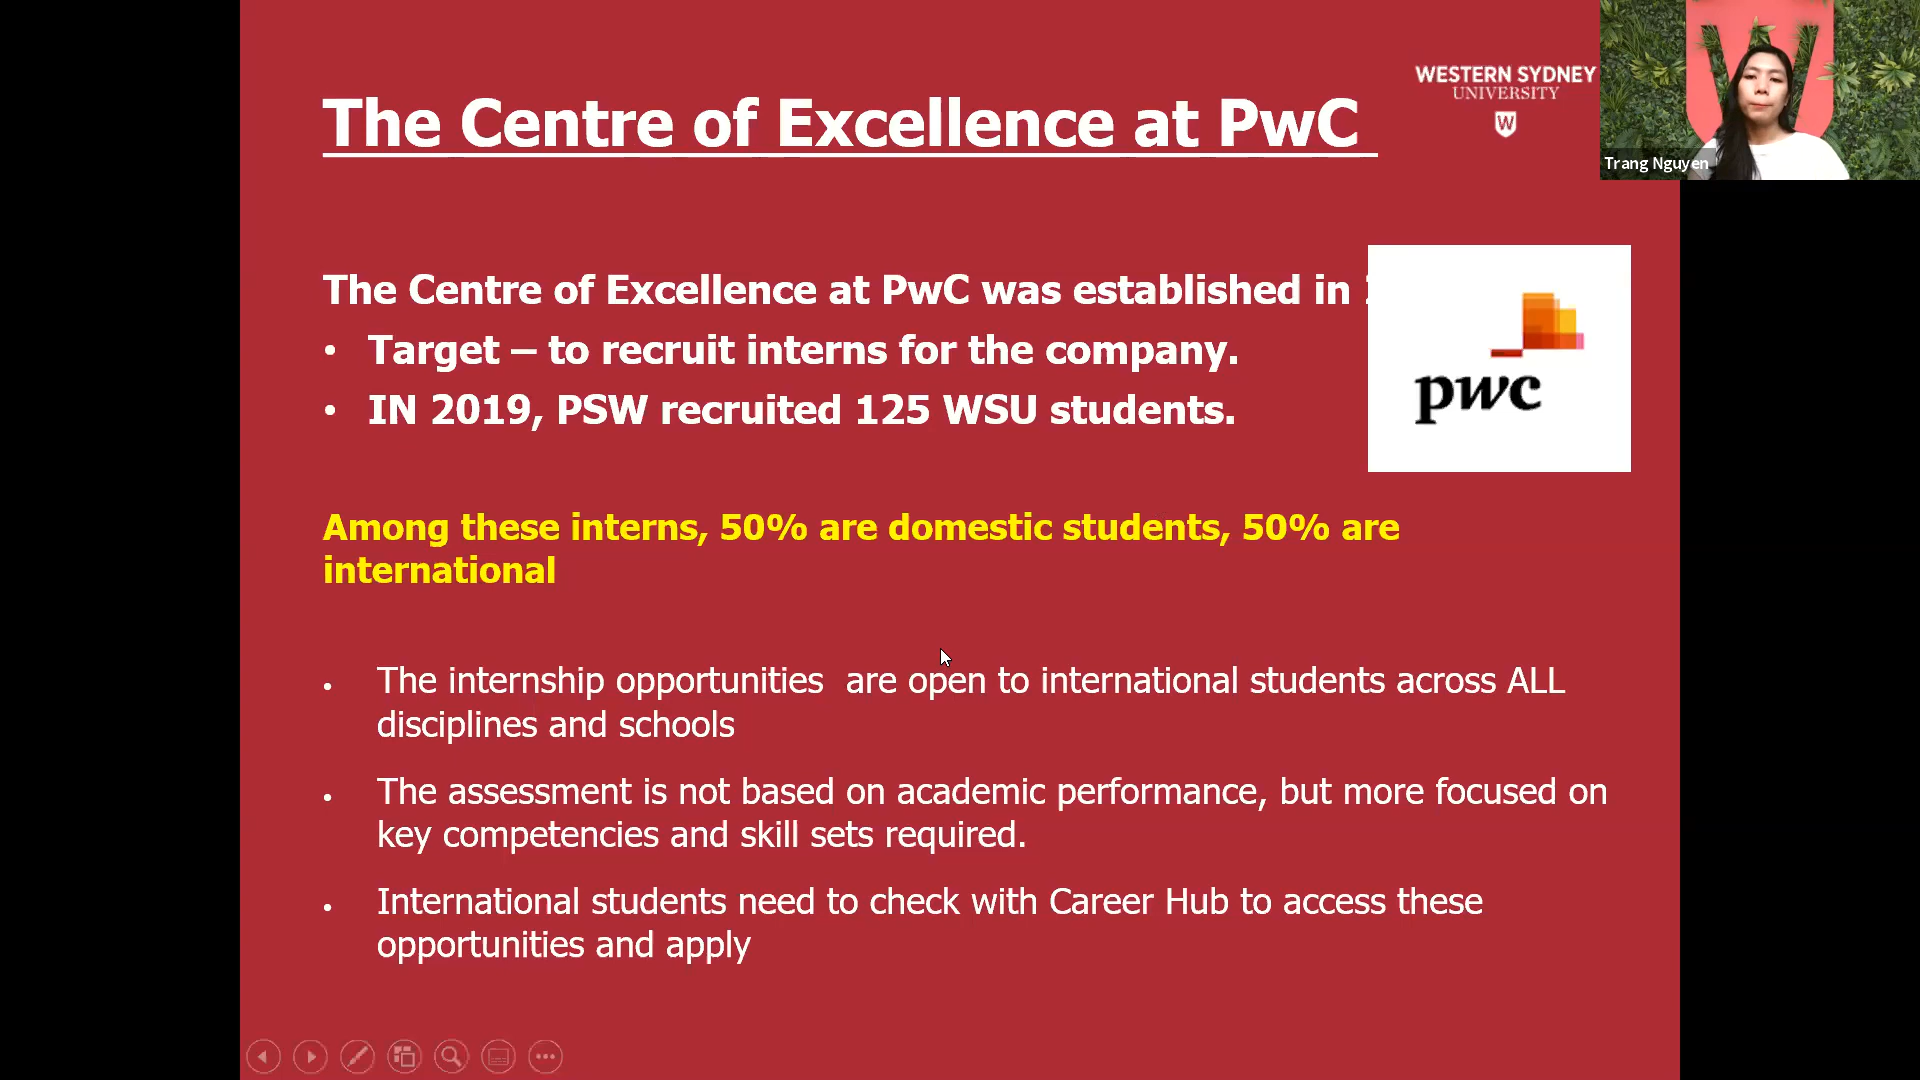 The Centre of Excellence at PwC
WESTERN SYDNEY
UNIVERSITY
W
W
Trang Nguyen
The Centre of Excellence at PwC was established in
• Target – to recruit interns for the company.
• IN 2019, PSW recruited 125 WSU students.
pwc
Among these interns, 50% are domestic students, 50% are
international
• The internship opportunities  are open to international students across ALL
disciplines and schools
• The assessment is not based on academic performance, but more focused on
key competencies and skill sets required.
• International students need to check with Career Hub to access these
opportunities and apply